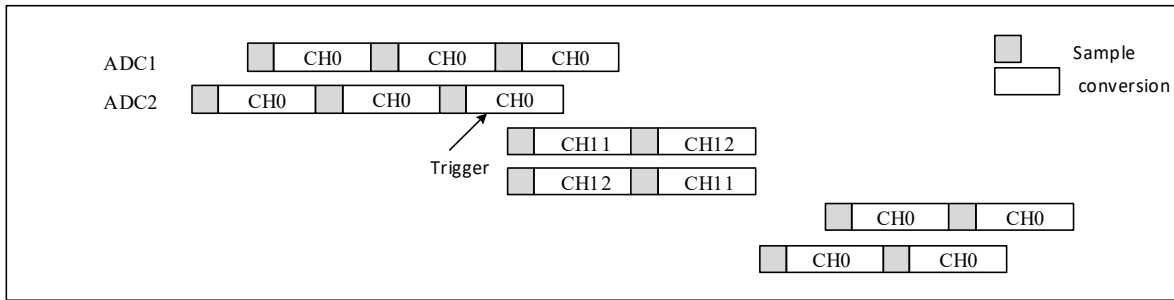 ADC1 CH0 CH0 CH0 Sample
ADC2 CH0 CH0 CH0 conversion
Trigger CH11 CH12
CH12 CH11
CH0 CH0
CH0 CH0